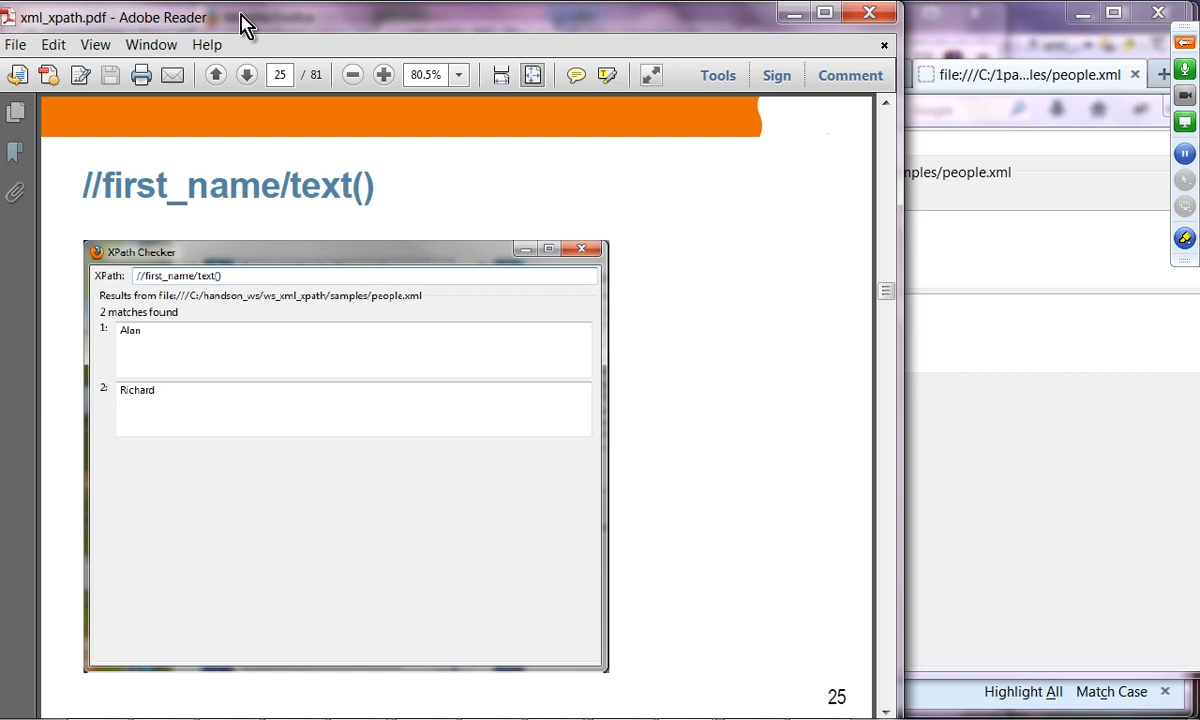 xml_xpath.pdf - Adobe Reader
File Edit View Window Help
25 / 81
80.5%
Tools Sign Comment
//first_name/text()
XPath Checker
XPath: //first_name/text()
Results from file:///C:/handson_ws/ws_xml_xpath/samples/people.xml
2 matches found
1: Alan
2: Richard
25
file:///C:/1pa...les/people.xml
nples/people.xml
Highlight All Match Case